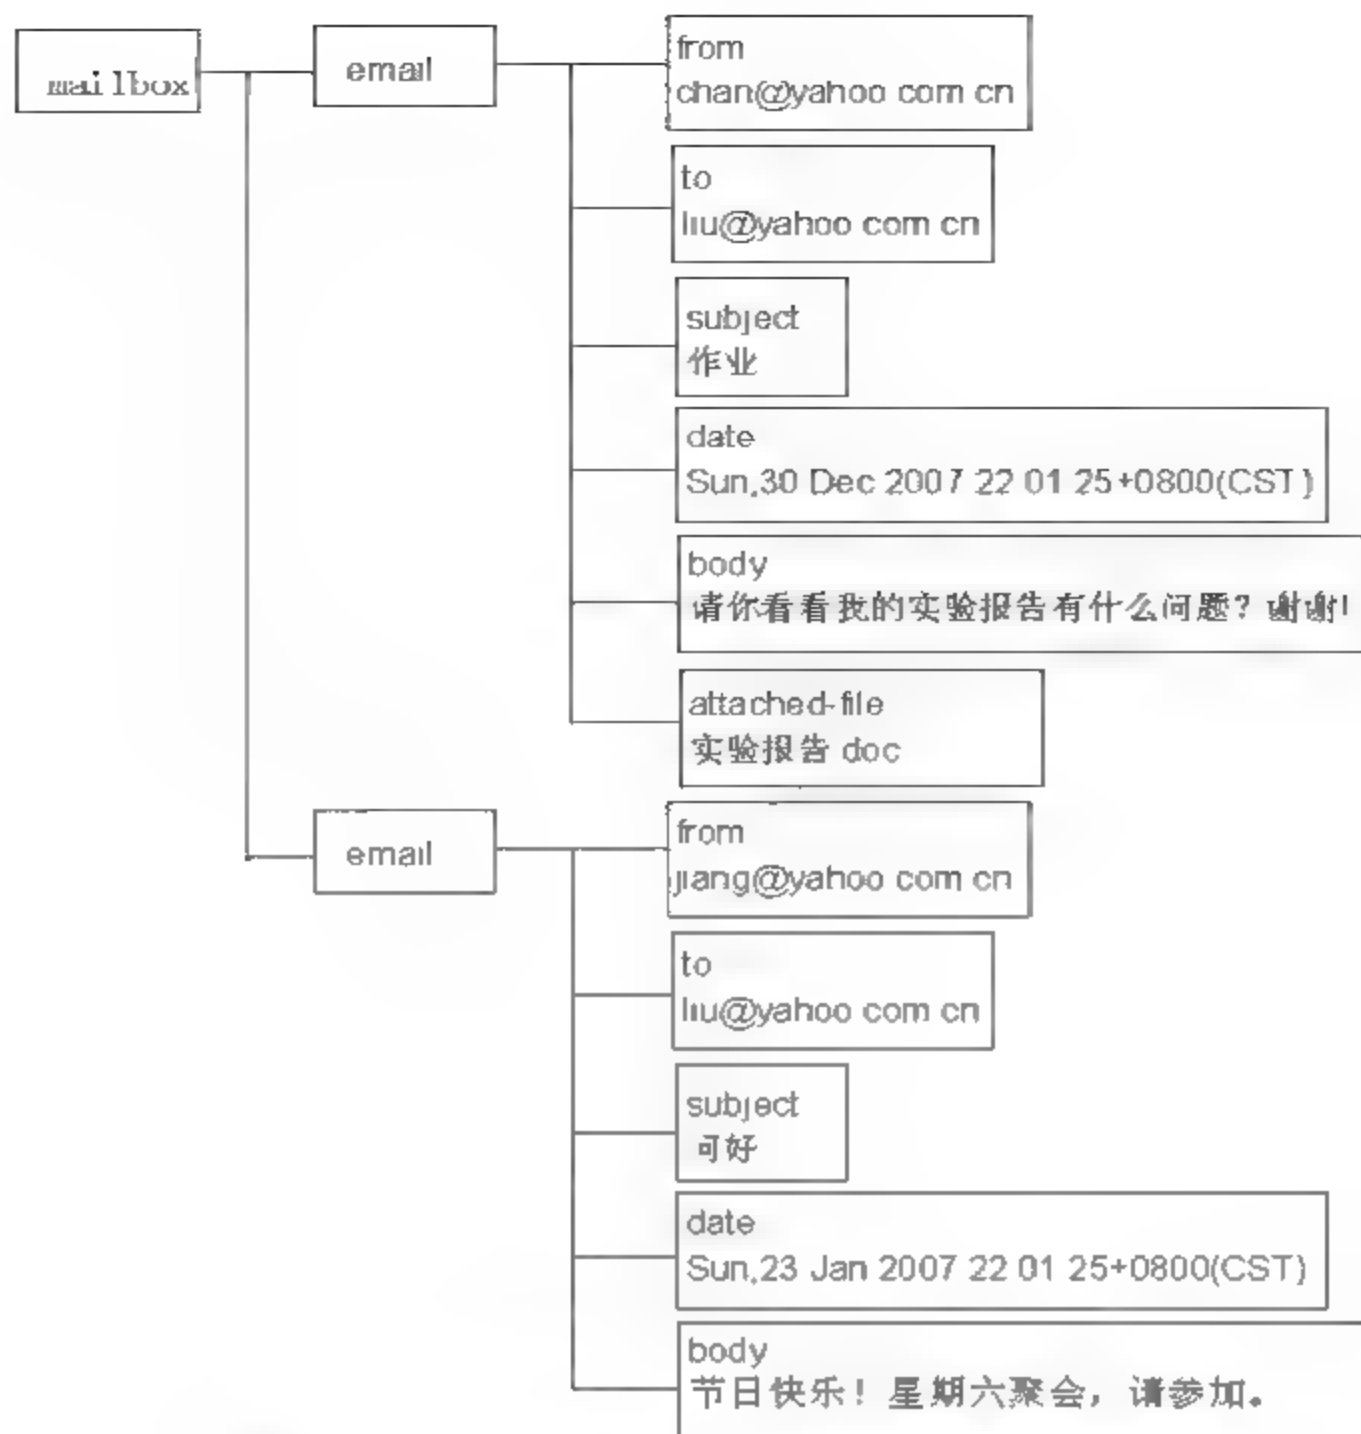 mailbox
email
from
chan@yahoo com cn
to
liu@yahoo com cn
subject
作业
date
Sun,30 Dec 2007 22 01 25+0800(CST)
body
请你看看我的实验报告有什么问题？谢谢!
attached-file
实验报告 doc
email
from
jiang@yahoo com cn
to
liu@yahoo com cn
subject
可好
date
Sun,23 Jan 2007 22 01 25+0800(CST)
body
节日快乐！星期六聚会，请参加。